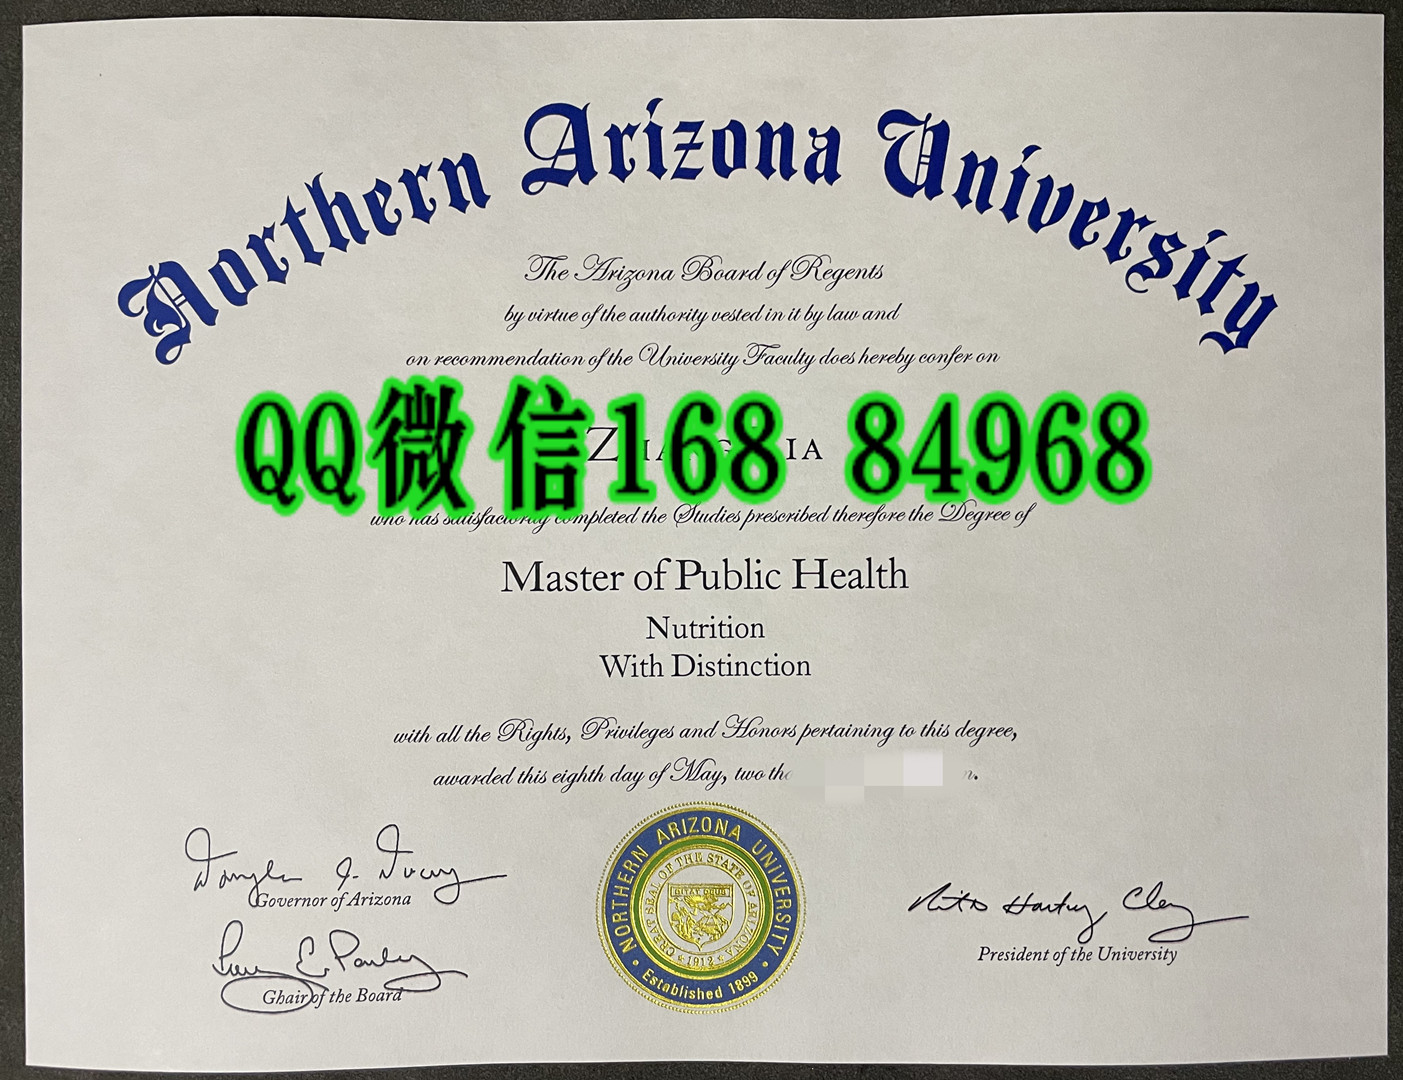 Northern Arizona University
The Arizona Board of Regents
by virtue of the authority vested in it by law and
on recommendation of the University Faculty does hereby confer on
QQ微信168 84968
who has satisfactorily completed the Studies prescribed therefore the Degree of
Master of Public Health
Nutrition
With Distinction
with all the Rights, Privileges and Honors pertaining to this degree,
awarded this eighth day of May, two
Governor of Arizona
Ghair of the Board
NORTHERN ARIZONA UNIVERSITY
GREAT SEAL OF THE STATE OF ARIZONA
DITAT DEUS
1912
Established 1899
President of the University